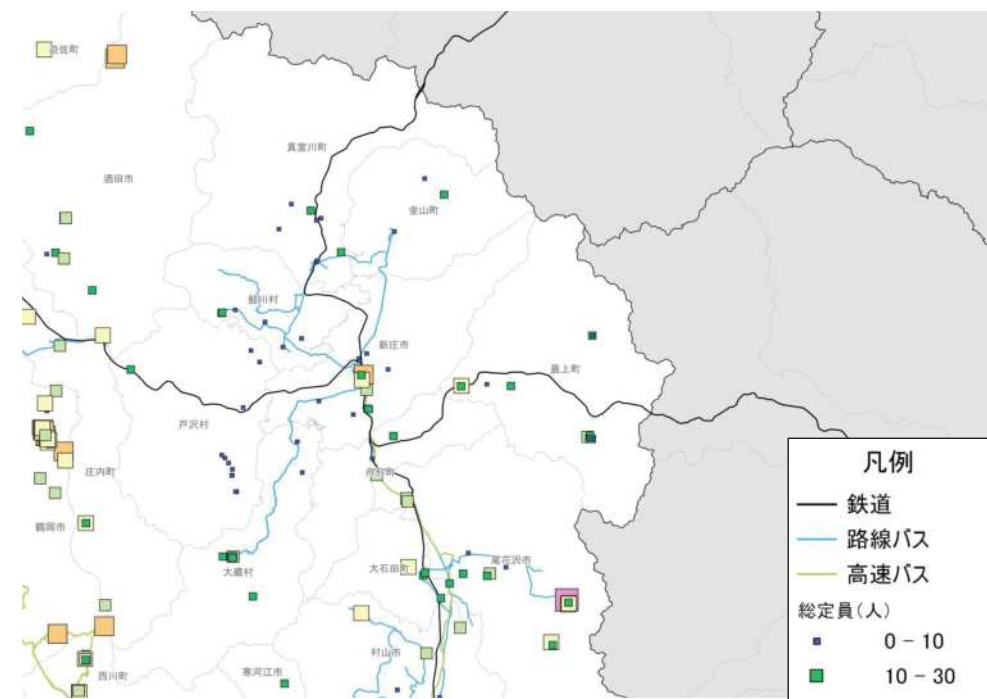 遊佐町
真室川町
酒田市
金山町
鮭川村
新庄市
最上町
戸沢村
庄内町
舟形町
鶴岡市
大蔵村
大石田町
尾花沢市
村山市
西川町
寒河江市
凡例
鉄道
路線バス
高速バス
総定員(人)
0 - 10
10 - 30